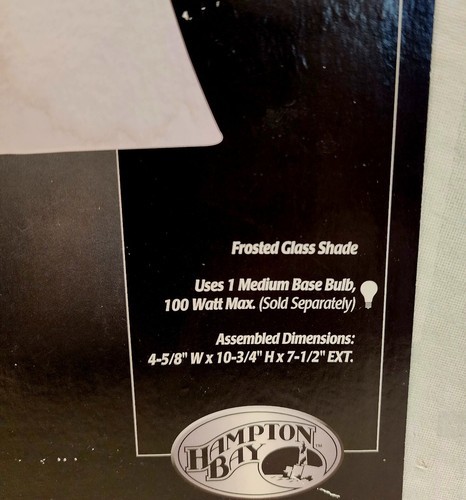 Frosted Glass Shade
Uses 1 Medium Base Bulb,
100 Watt Max. (Sold Separately)
Assembled Dimensions:
4-5/8" W x 10-3/4" H x 7-1/2" EXT.
HAMPTON
BAY